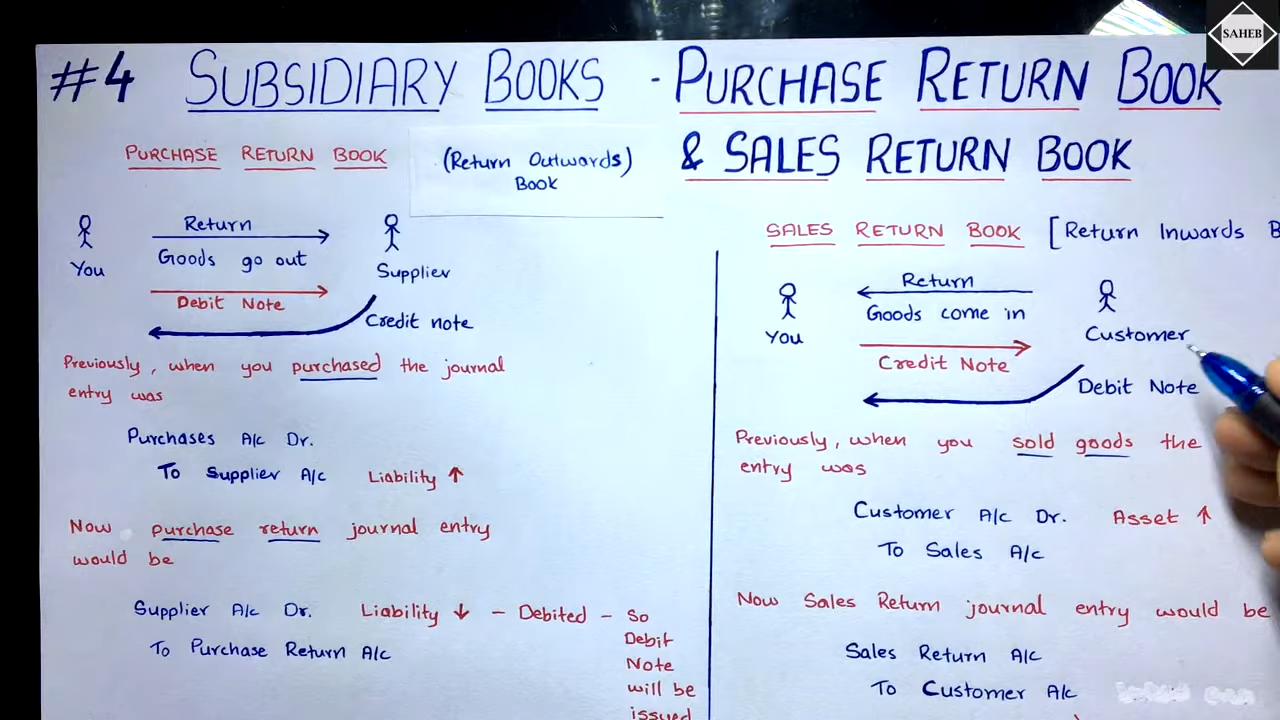 SAHEB
#4 SUBSIDIARY BOOKS - PURCHASE RETURN BOOK
& SALES RETURN BOOK
PURCHASE RETURN BOOK (Return Outwards)
Book
Return
You
Goods go out
Supplier
Debit Note
Credit note
Previously, when you purchased the journal
entry was
Purchases A/c Dr.
To Supplier A/c Liability ↑
Now purchase return journal entry
would be
Supplier A/c Dr. Liability ↓ - Debited - So
Debit
To Purchase Return A/c
Note
will be
issued
SALES RETURN BOOK [Return Inwards B
Return
Goods come in
You
Customer
Credit Note
Debit Note
Previously, when you sold goods the
entry was
Customer A/c Dr. Asset ↑
To Sales A/c
Now Sales Return journal entry would be
Sales Return A/c
To Customer A/c